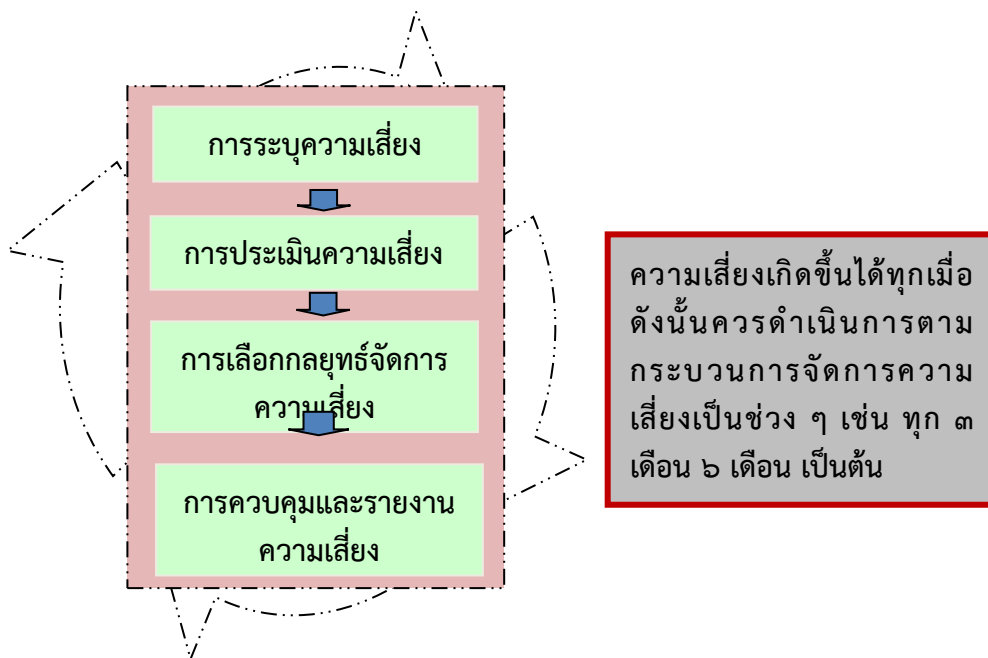 การระบุความเสี่ยง
การประเมินความเสี่ยง
การเลือกกลยุทธ์จัดการ
ความเสี่ยง
การควบคุมและรายงาน
ความเสี่ยง
ความเสี่ยงเกิดขึ้นได้ทุกเมื่อ
ดังนั้นควรดำเนินการตาม
กระบวนการจัดการความ
เสี่ยงเป็นช่วง ๆ เช่น ทุก ๓
เดือน ๖ เดือน เป็นต้น